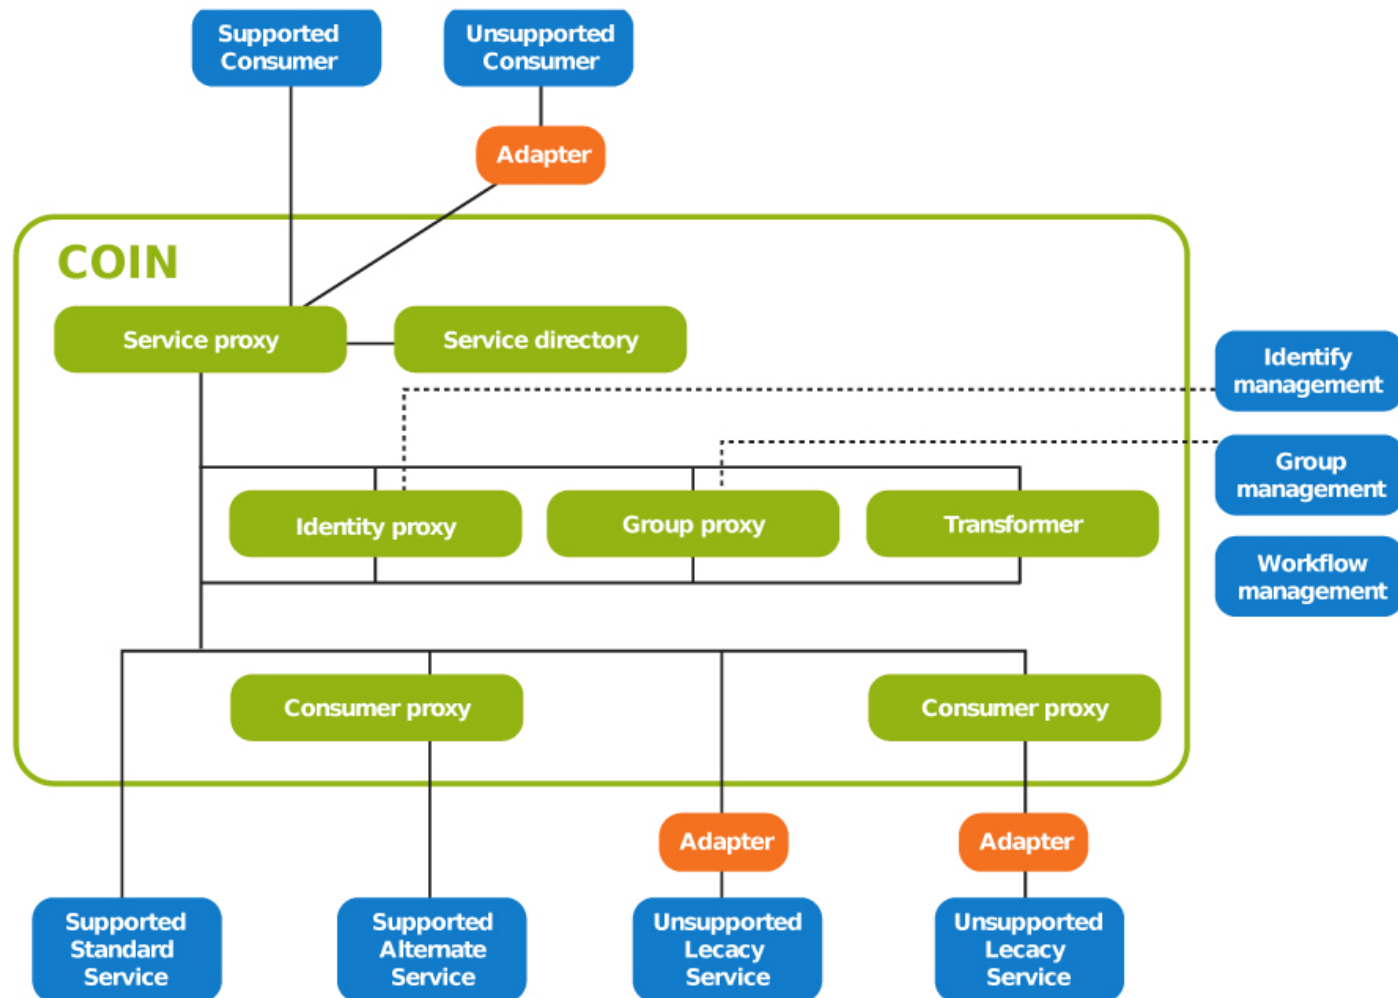 Supported
Consumer
Unsupported
Consumer
Adapter
COIN
Service proxy
Service directory
Identify
management
Group
management
Identity proxy
Group proxy
Transformer
Workflow
management
Consumer proxy
Consumer proxy
Adapter
Adapter
Supported
Standard
Service
Supported
Alternate
Service
Unsupported
Lecacy
Service
Unsupported
Lecacy
Service